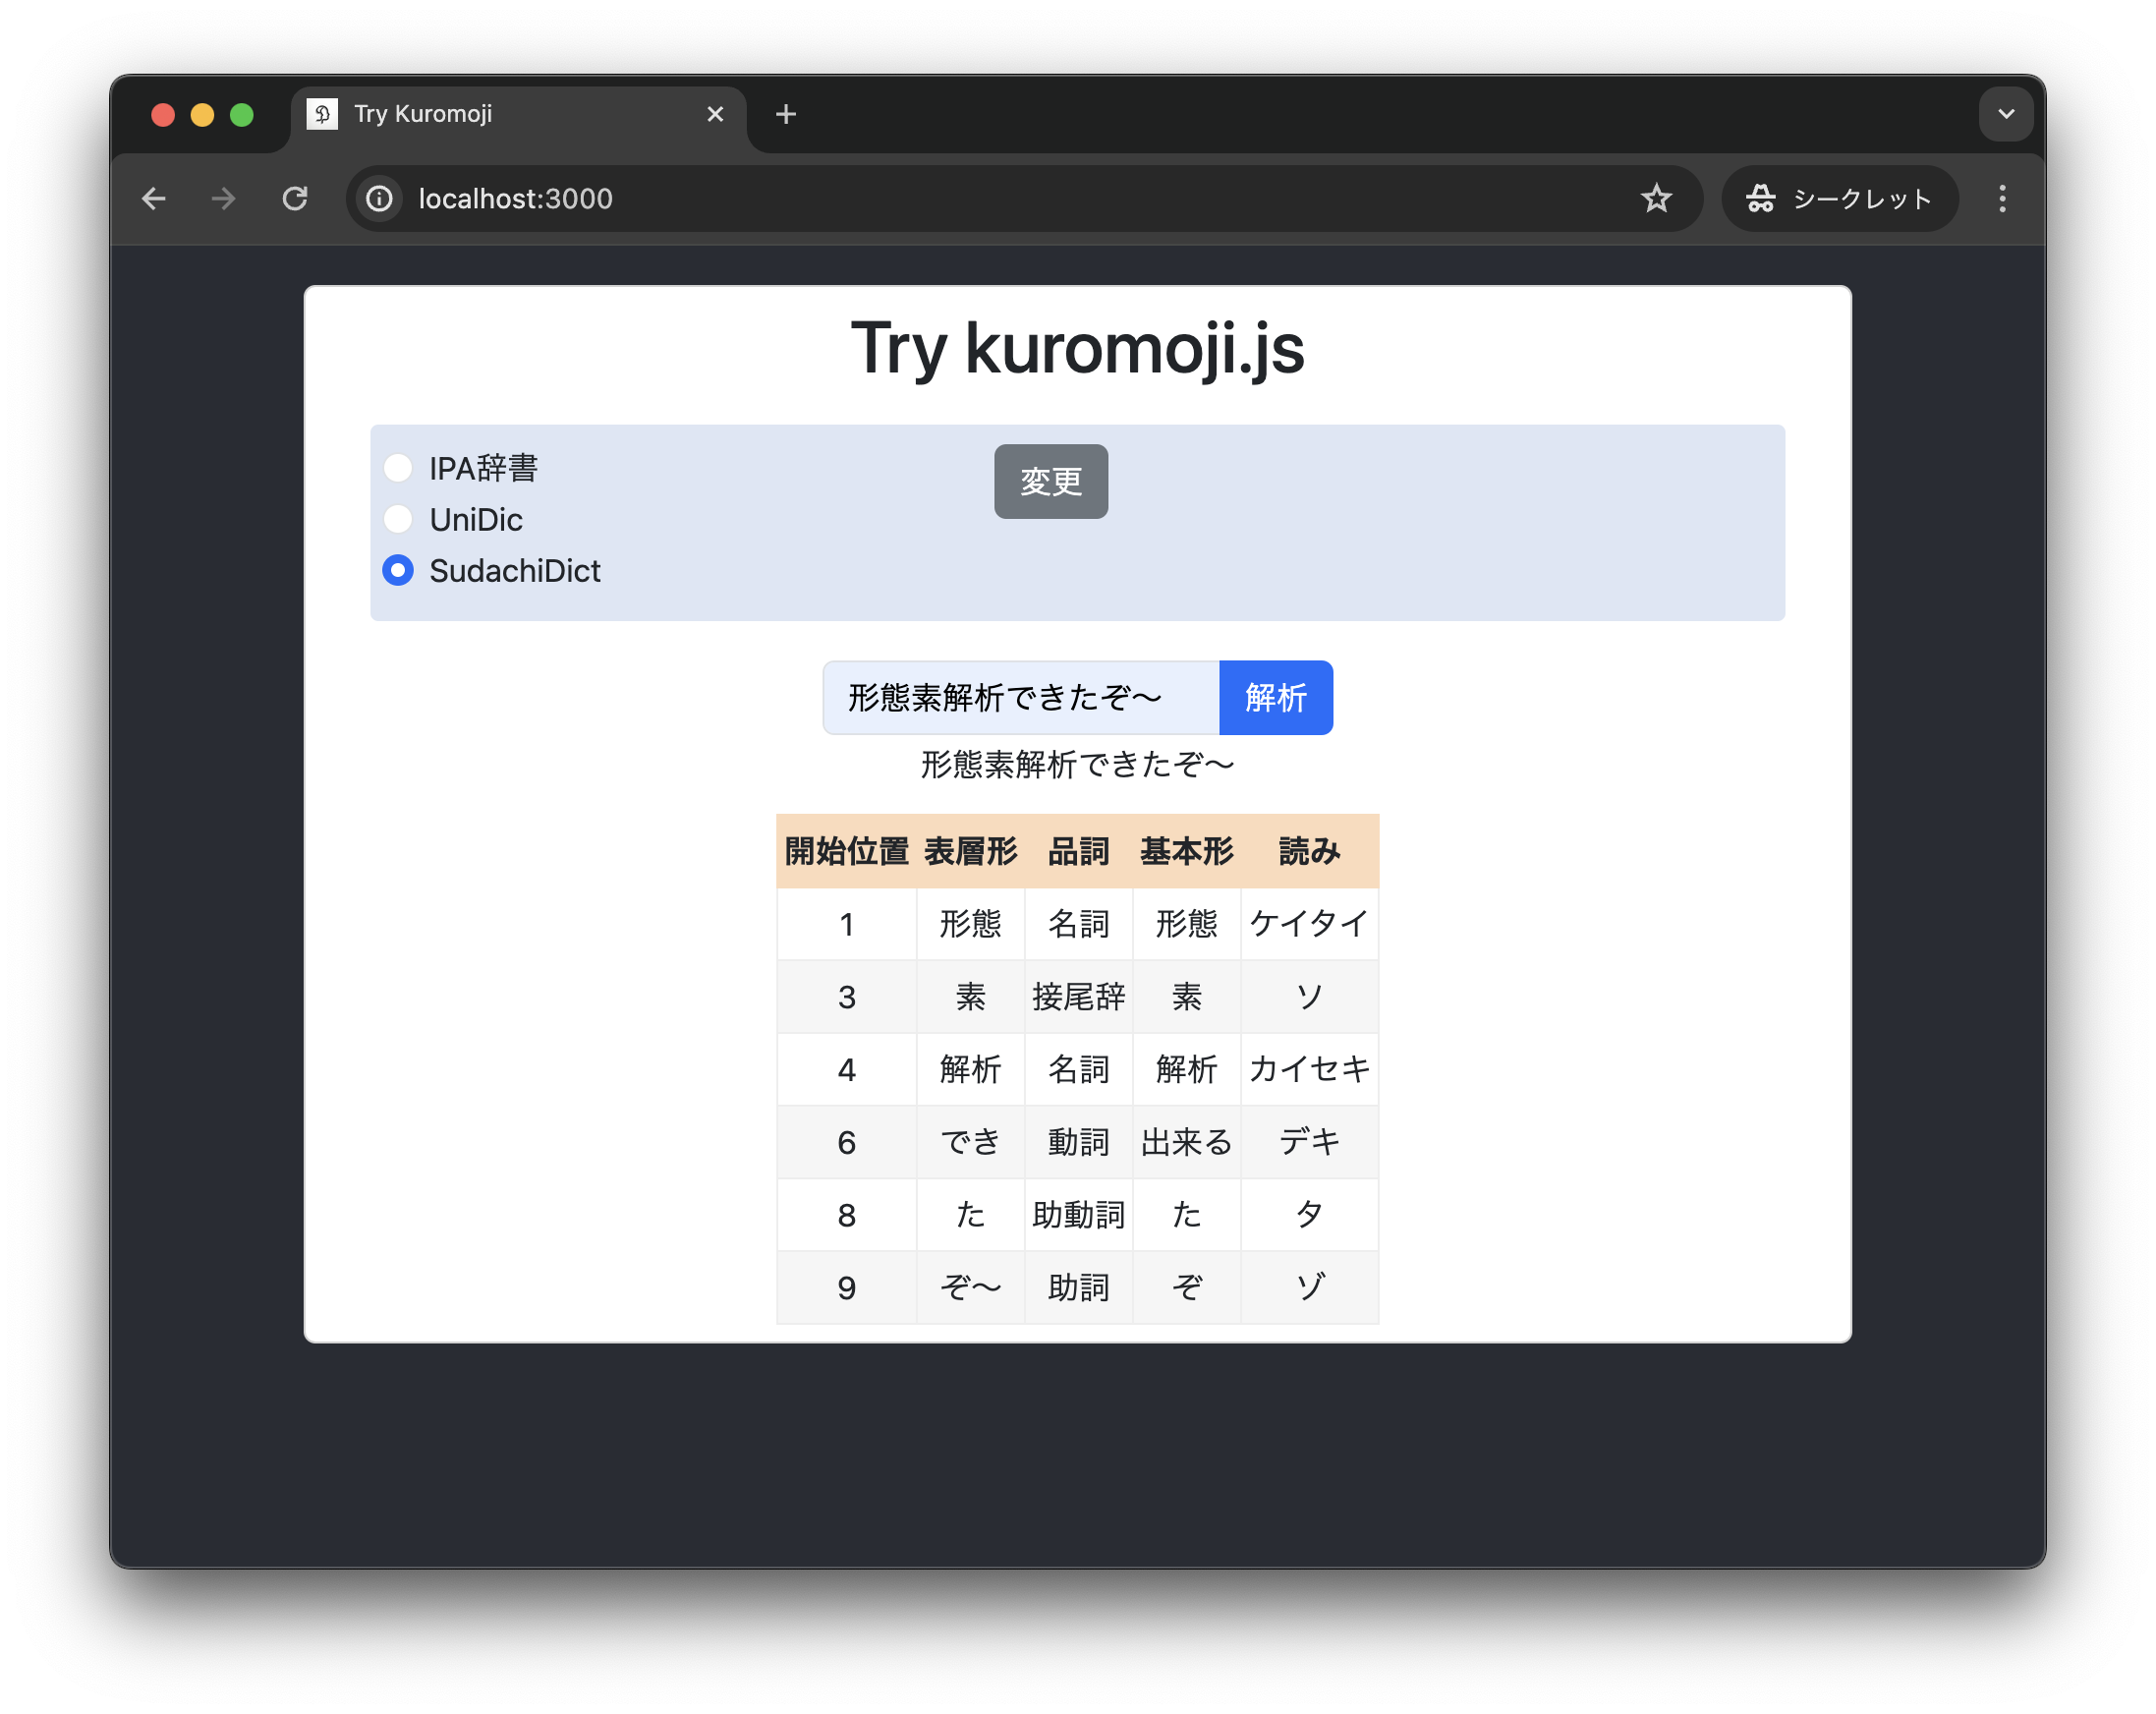 Try Kuromoji
localhost:3000
シークレット
Try kuromoji.js
IPA辞書
変更
UniDic
SudachiDict
形態素解析できたぞ〜 解析
形態素解析できたぞ〜
開始位置 表層形 品詞 基本形 読み
1 形態 名詞 形態 ケイタイ
3 素 接尾辞 素 ソ
4 解析 名詞 解析 カイセキ
6 でき 動詞 出来る デキ
8 た 助動詞 た タ
9 ぞ〜 助詞 ぞ ゾ